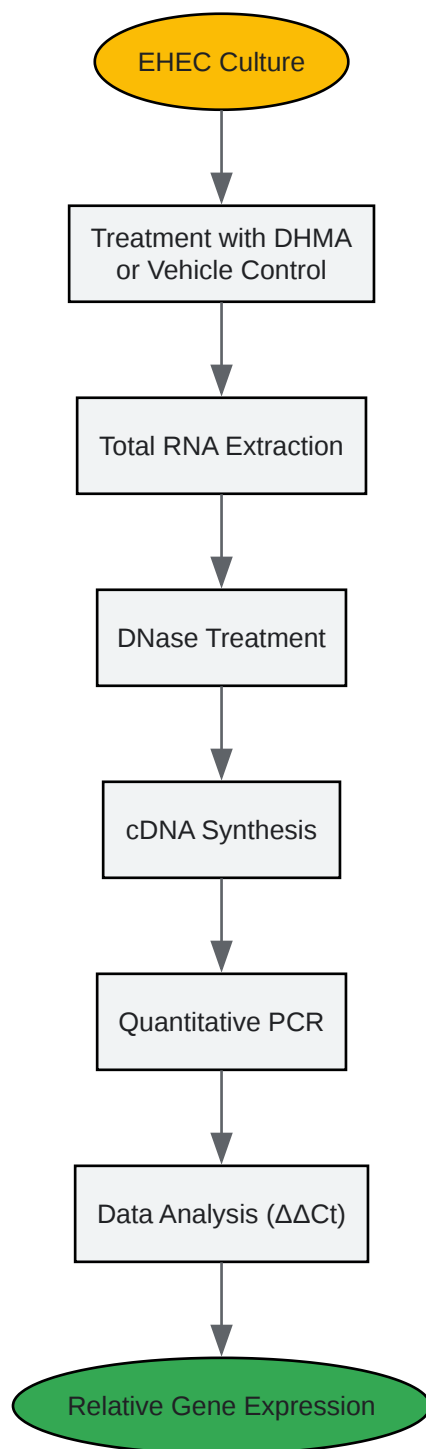 EHEC Culture
Treatment with DHMA
or Vehicle Control
Total RNA Extraction
DNase Treatment
cDNA Synthesis
Quantitative PCR
Data Analysis (ΔΔCt)
Relative Gene Expression